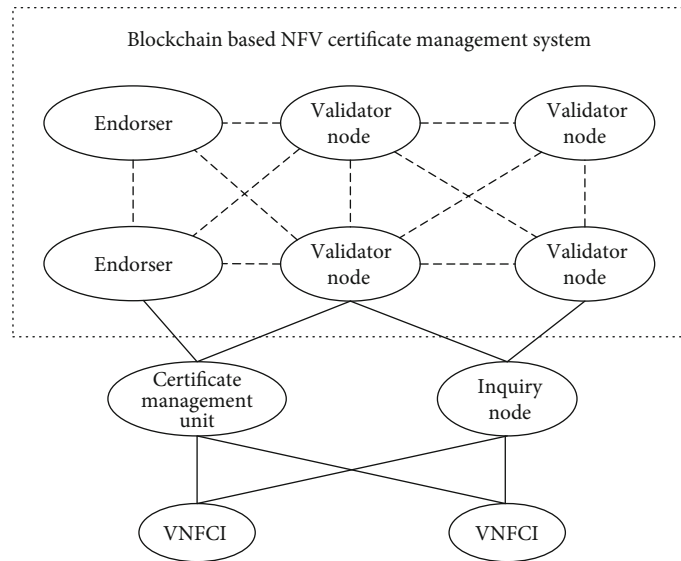 Blockchain based NFV certificate management system
Endorser
Validator
node
Validator
node
Endorser
Validator
node
Validator
node
Certificate
management
unit
Inquiry
node
VNFCI
VNFCI